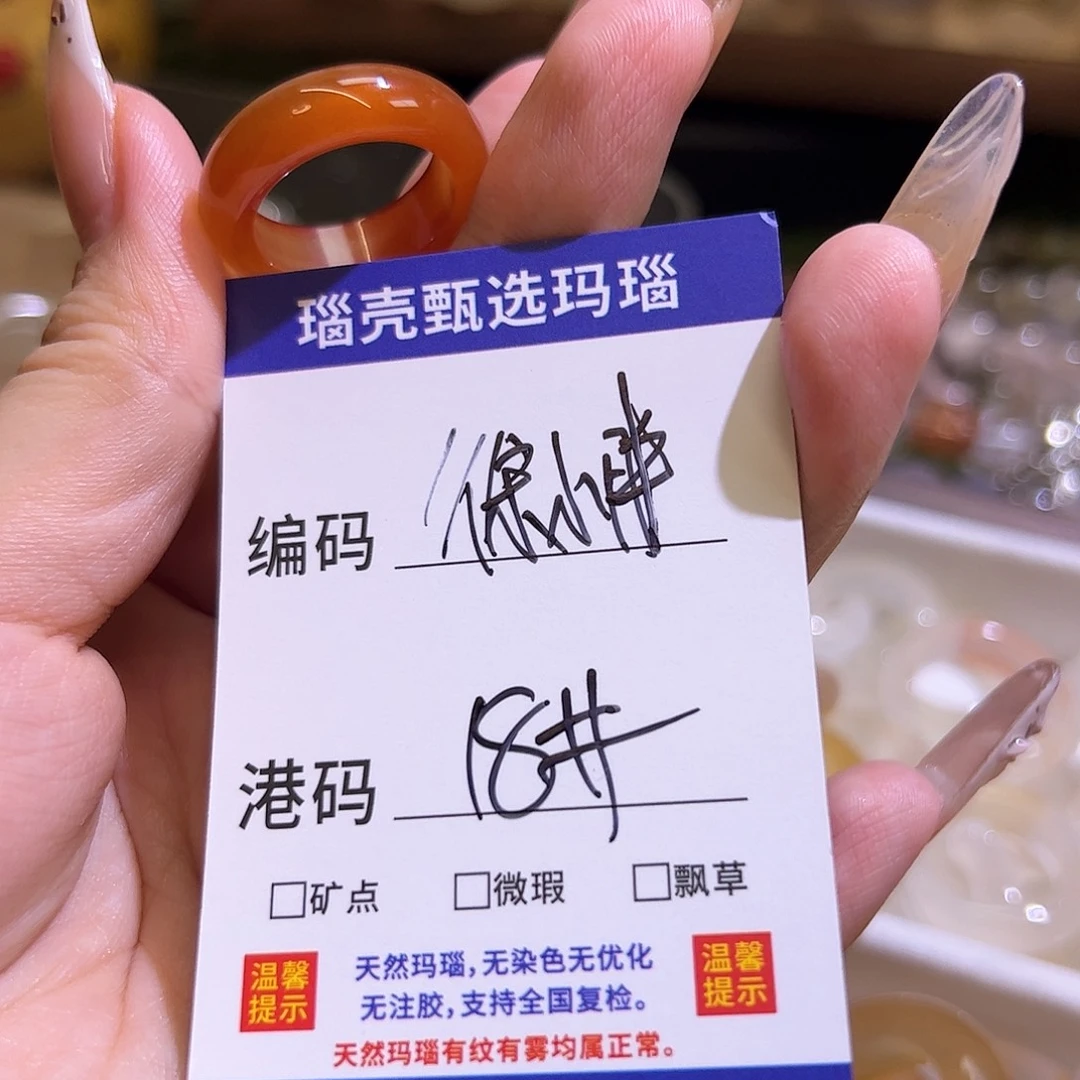 瑙壳甄选玛瑙
编码
港码 18#
□矿点 □微瑕 □飘草
温馨提示
天然玛瑙,无染色无优化
无注胶,支持全国复检。
温馨提示
天然玛瑙有纹有雾均属正常。